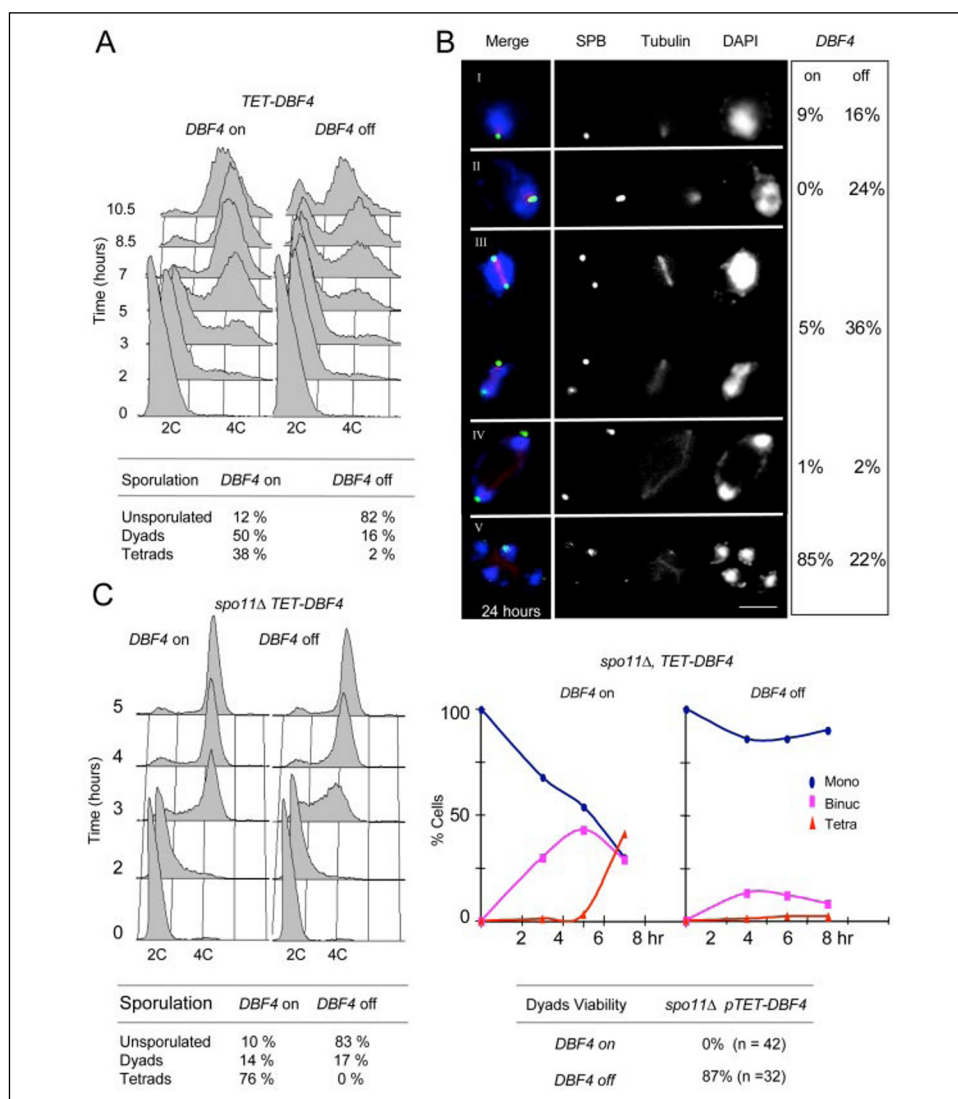 A
TET-DBF4
DBF4 on DBF4 off
10.5
8.5
7
5
3
2
0
Time (hours)
2C 4C 2C 4C
Sporulation DBF4 on DBF4 off
Unsporulated 12 % 82 %
Dyads 50 % 16 %
Tetrads 38 % 2 %
B
Merge SPB Tubulin DAPI DBF4
on off
I
9% 16%
II
0% 24%
III
5% 36%
IV
1% 2%
V
85% 22%
24 hours
C
spo11Δ TET-DBF4
DBF4 on DBF4 off
5
4
3
2
0
Time (hours)
2C 4C 2C 4C
Sporulation DBF4 on DBF4 off
Unsporulated 10 % 83 %
Dyads 14 % 17 %
Tetrads 76 % 0 %
spo11Δ, TET-DBF4
DBF4 on DBF4 off
100
50
0
% Cells
Mono
Binuc
Tetra
2 4 6 8 hr 2 4 6 8 hr
Dyads Viability spo11Δ pTET-DBF4
DBF4 on 0% (n = 42)
DBF4 off 87% (n =32)